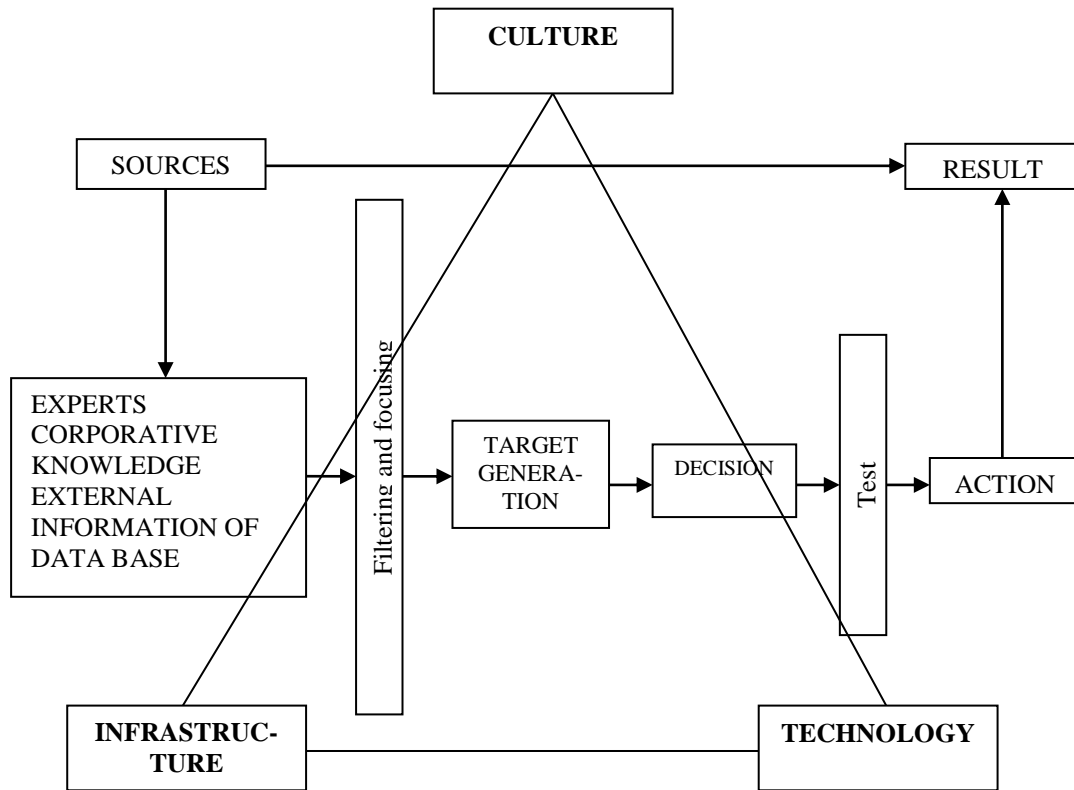 CULTURE
SOURCES
RESULT
EXPERTS
CORPORATIVE
KNOWLEDGE
EXTERNAL
INFORMATION OF
DATA BASE
Filtering and focusing
TARGET
GENERA-
TION
DECISION
Test
ACTION
INFRASTRUC-
TURE
TECHNOLOGY